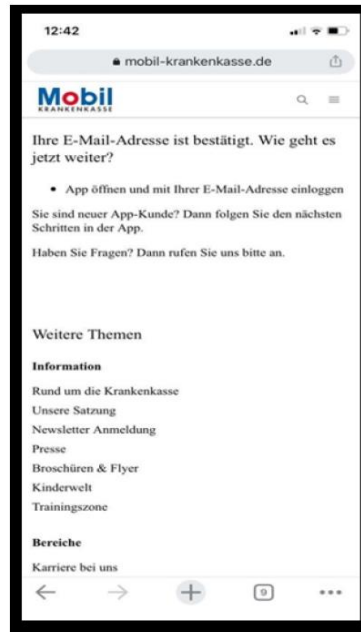 12:42
mobil-krankenkasse.de
Mobil
KRANKENKASSE
Ihre E-Mail-Adresse ist bestätigt. Wie geht es
jetzt weiter?
• App öffnen und mit Ihrer E-Mail-Adresse einloggen
Sie sind neuer App-Kunde? Dann folgen Sie den nächsten
Schritten in der App.
Haben Sie Fragen? Dann rufen Sie uns bitte an.
Weitere Themen
Information
Rund um die Krankenkasse
Unsere Satzung
Newsletter Anmeldung
Presse
Broschüren & Flyer
Kinderwelt
Trainingszone
Bereiche
Karriere bei uns
9